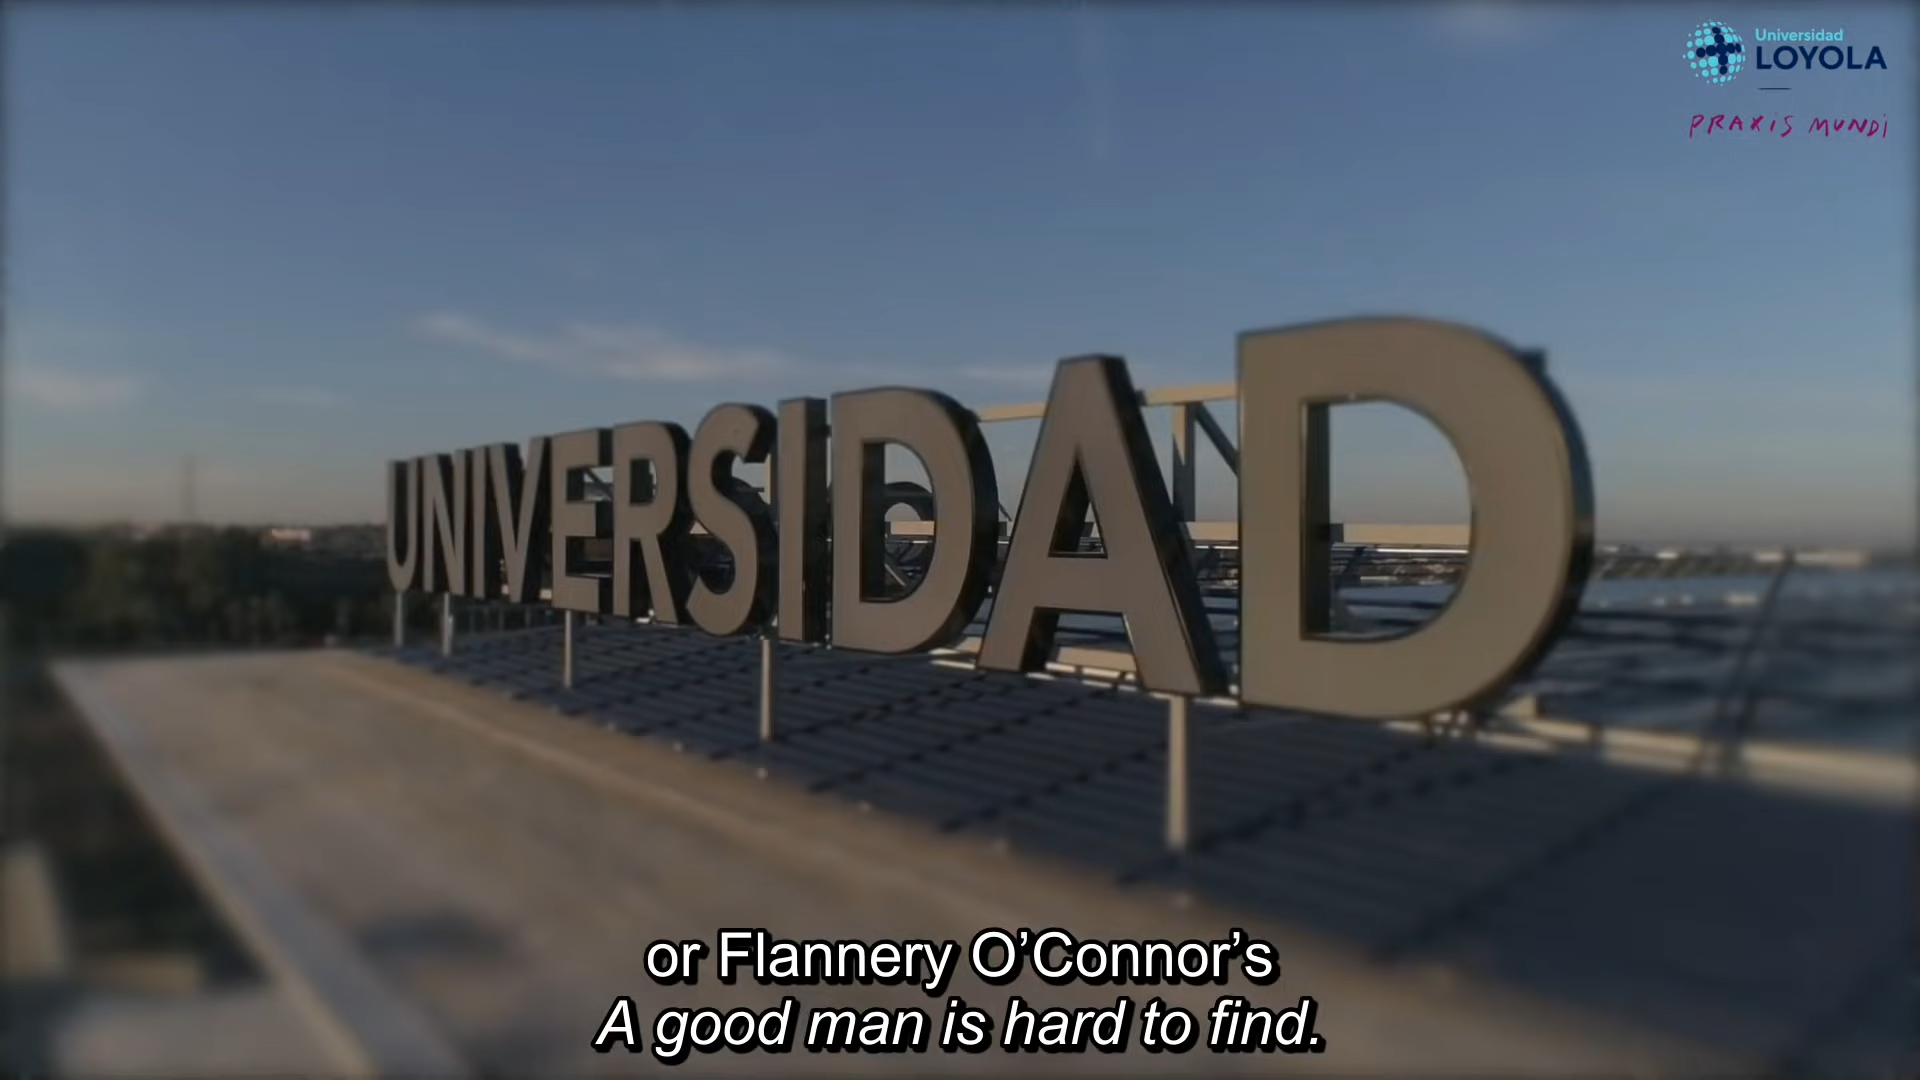 Universidad
LOYOLA
PRAXIS MUNDI
UNIVERSIDAD
or Flannery O’Connor’s
A good man is hard to find.